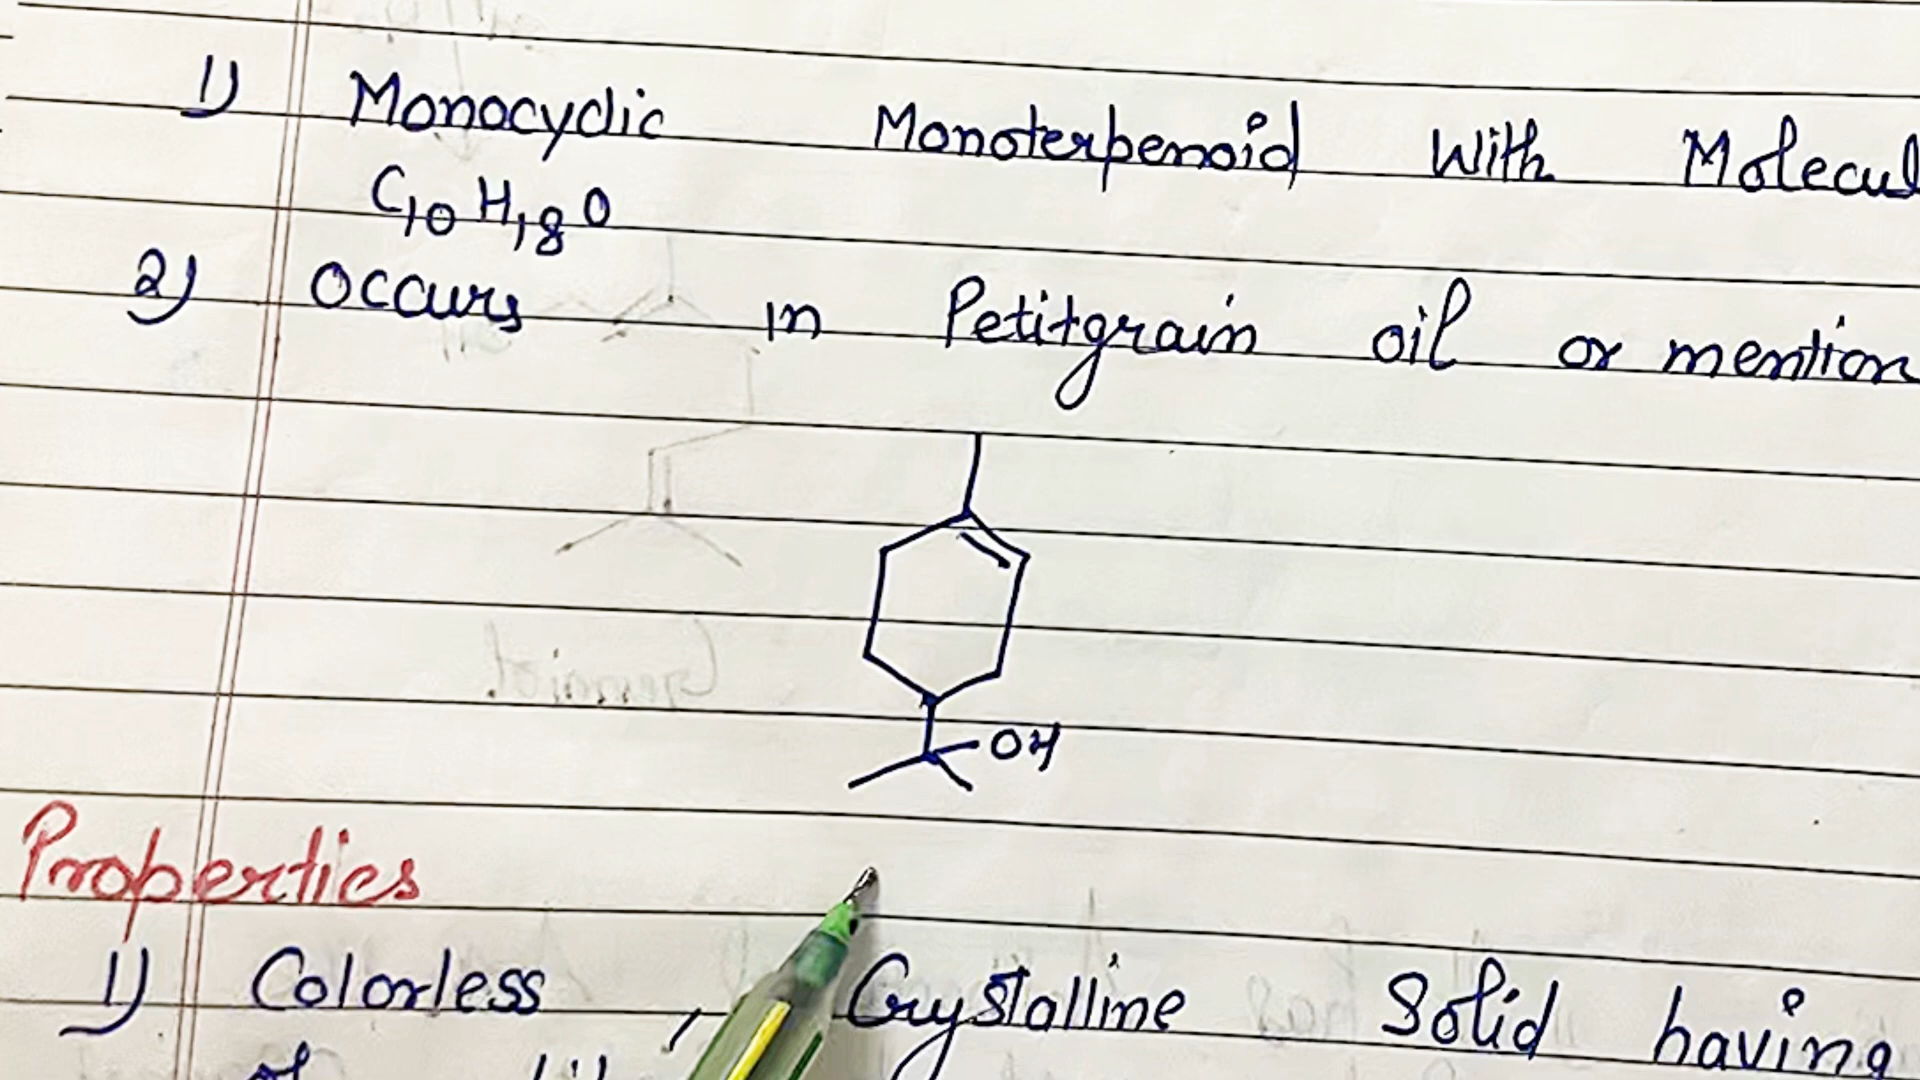 1) Monocyclic Monoterpenoid With Molecul
C10H18O
2) Occurs in Petitgrain oil or mention
OH
Properties
1) Colorless, Crystalline Solid having
of